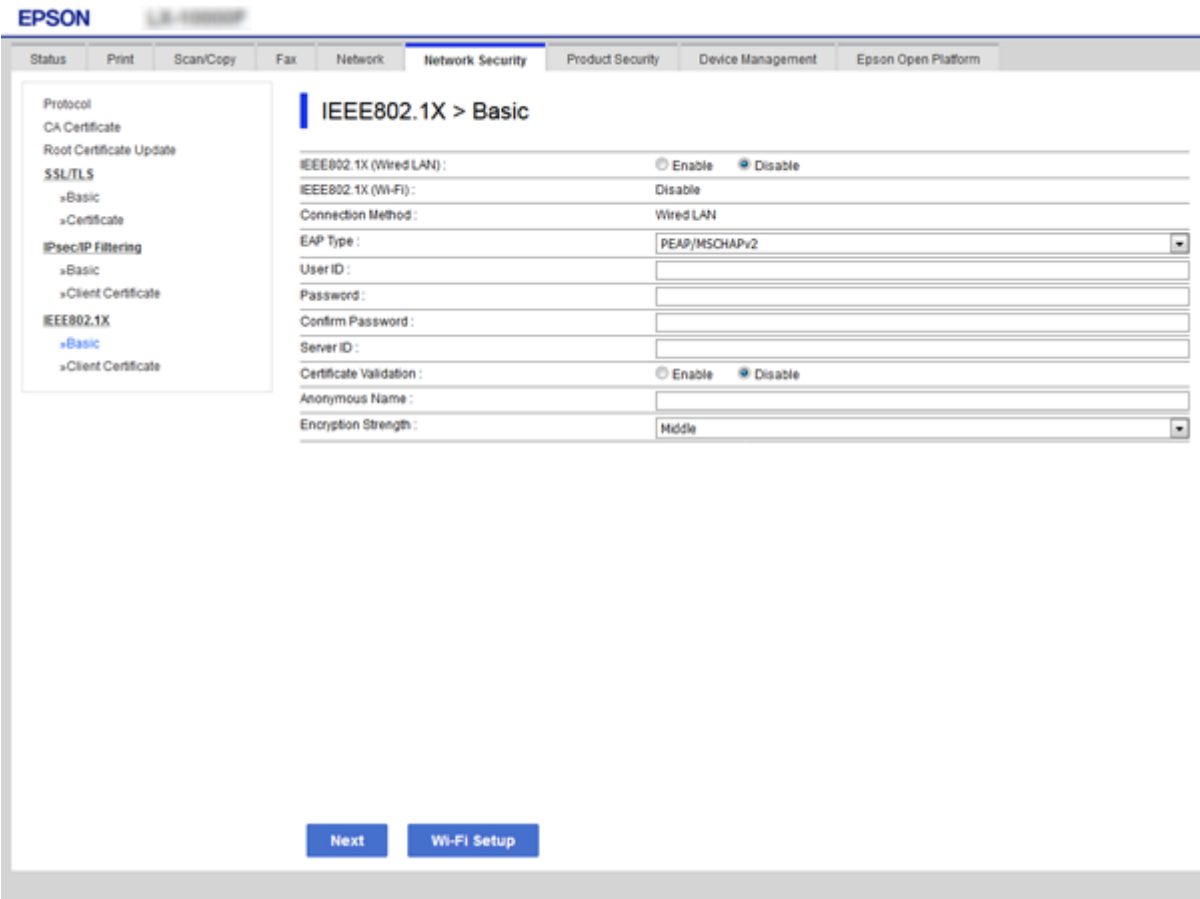 EPSON
Status Print Scan/Copy Fax Network Network Security Product Security Device Management Epson Open Platform
Protocol
CA Certificate
Root Certificate Update
SSL/TLS
»Basic
»Certificate
IPsec/IP Filtering
»Basic
»Client Certificate
IEEE802.1X
»Basic
»Client Certificate
IEEE802.1X > Basic
IEEE802.1X (Wired LAN) : Enable Disable
IEEE802.1X (Wi-Fi) : Disable
Connection Method : Wired LAN
EAP Type : PEAP/MSCHAPv2
User ID :
Password :
Confirm Password :
Server ID :
Certificate Validation : Enable Disable
Anonymous Name :
Encryption Strength : Middle
Next Wi-Fi Setup